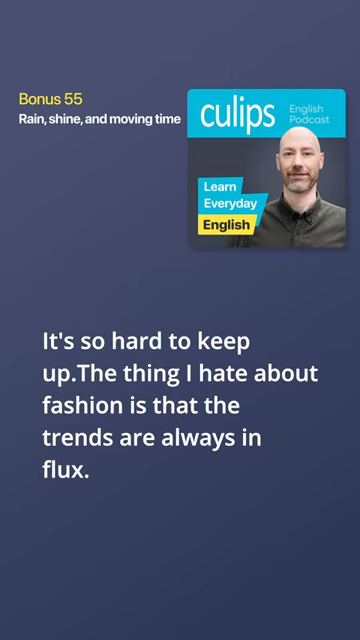 Bonus 55
Rain, shine, and moving time
culips
English
Podcast
Learn
Everyday
English
It's so hard to keep
up.The thing I hate about
fashion is that the
trends are always in
flux.